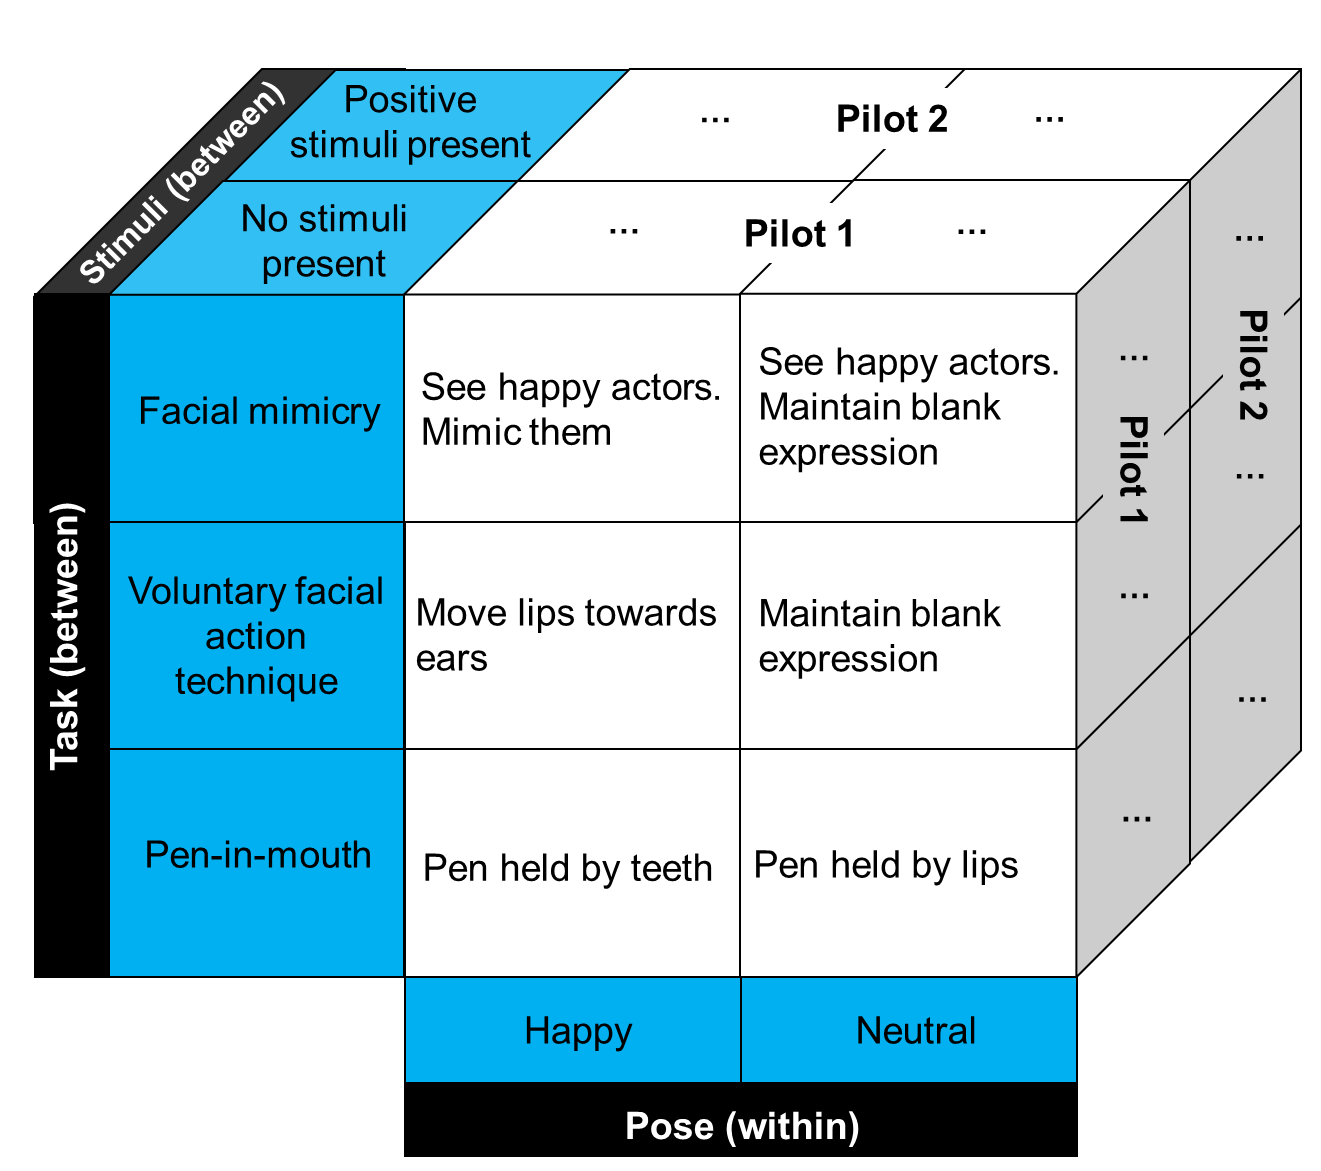 Stimuli (between)
Positive
stimuli present
...
Pilot 2
...
No stimuli
present
...
Pilot 1
...
Task (between)
Facial mimicry
See happy actors.
Mimic them
See happy actors.
Maintain blank
expression
Voluntary facial
action
technique
Move lips towards
ears
Maintain blank
expression
Pen-in-mouth
Pen held by teeth
Pen held by lips
...
Pilot 1
...
...
...
Pilot 2
...
...
Happy
Neutral
Pose (within)